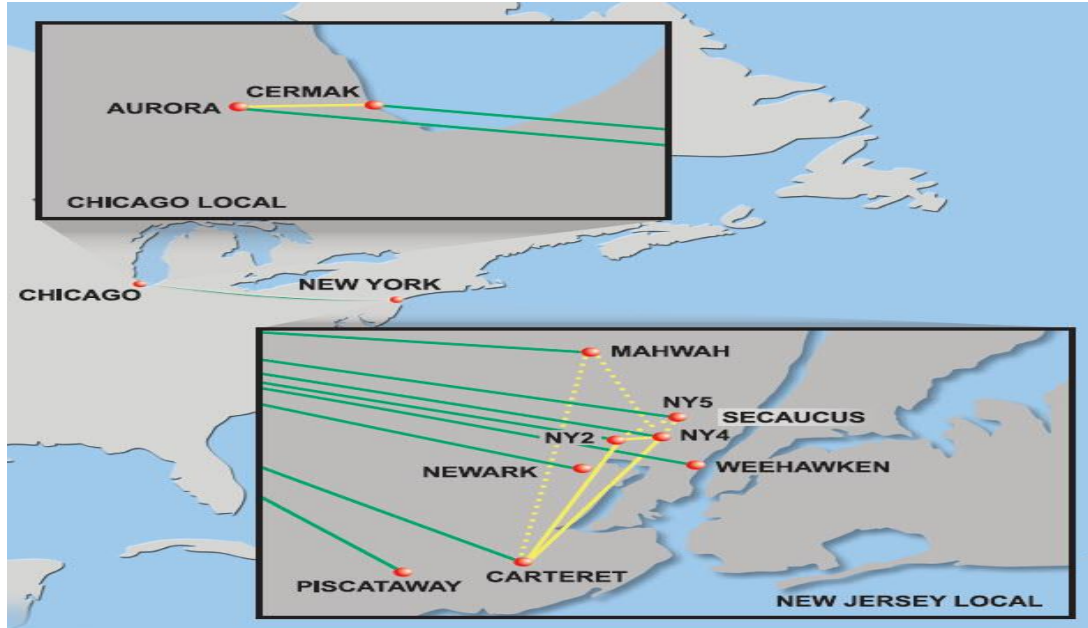 CERMAK
AURORA
CHICAGO LOCAL
CHICAGO
NEW YORK
MAHWAH
NY5
SECAUCUS
NY2
NY4
NEWARK
WEEHAWKEN
PISCATAWAY
CARTERET
NEW JERSEY LOCAL